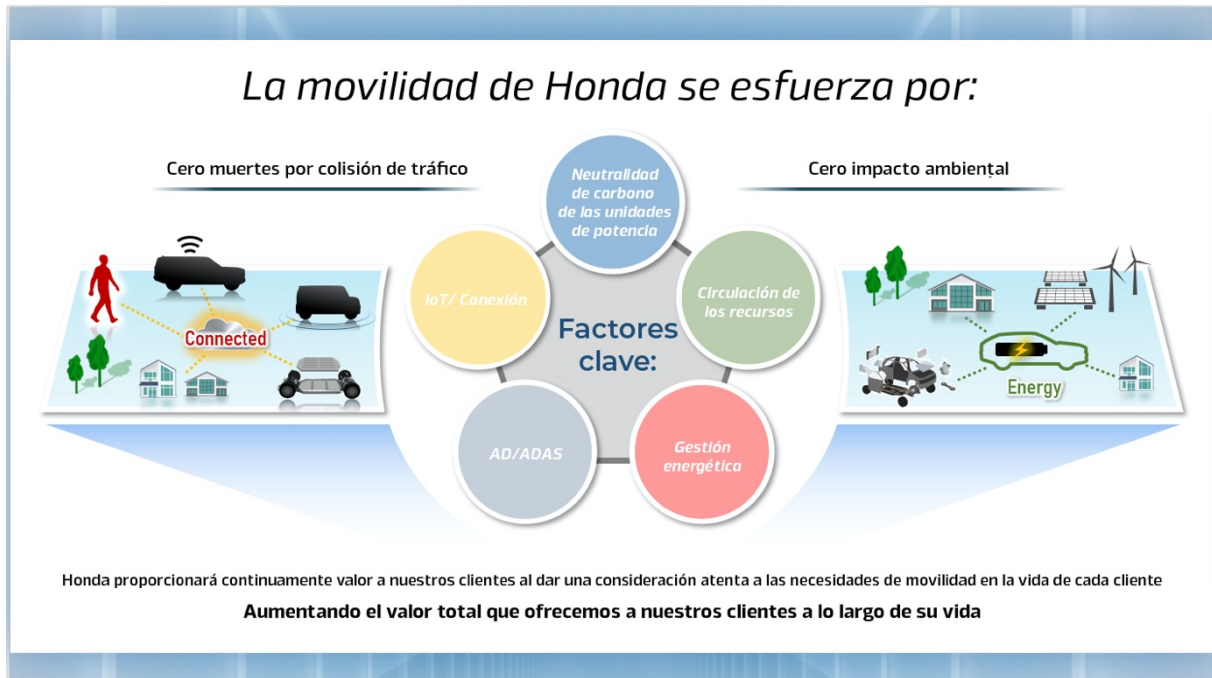 La movilidad de Honda se esfuerza por:
Cero muertes por colisión de tráfico
Cero impacto ambiental
Neutralidad
de carbono
de las unidades
de potencia
IoT/ Conexión
Circulación de
los recursos
Factores
clave:
Connected
Energy
AD/ADAS
Gestión
energética
Honda proporcionará continuamente valor a nuestros clientes al dar una consideración atenta a las necesidades de movilidad en la vida de cada cliente
Aumentando el valor total que ofrecemos a nuestros clientes a lo largo de su vida